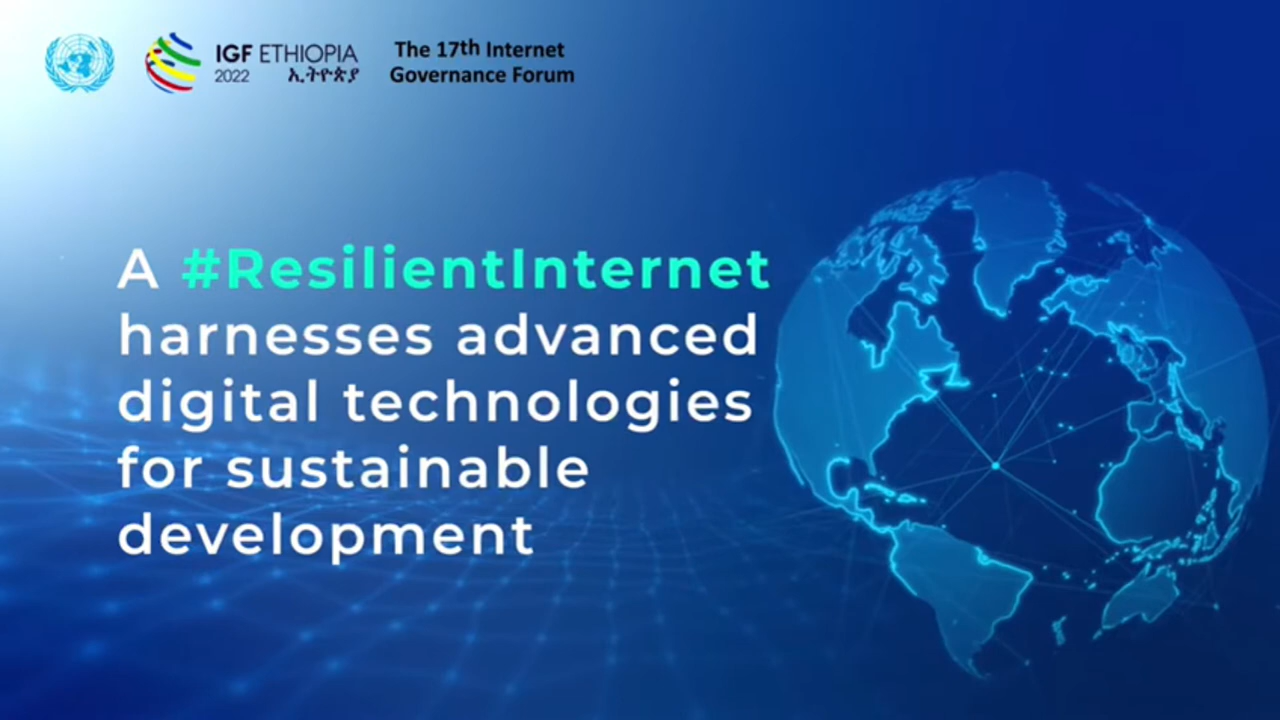 IGF ETHIOPIA
2022 ኢትዮጵያ
The 17th Internet
Governance Forum
A #ResilientInternet
harnesses advanced
digital technologies
for sustainable
development